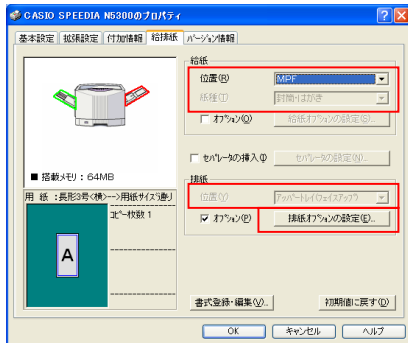 CASIO SPEEDIA N5300のプロパティ
基本設定 拡張設定 付加情報 給排紙 バージョン情報
給紙
位置(R) MPF
紙種(T) 封筒・はがき
オプション(O) 給紙オプションの設定(S)...
セパレータの挿入(I) セパレータの設定(N)...
■ 搭載メモリ：64MB
排紙
用 紙 ：長形3号<横>-->用紙サイズ通り
位置(Y) アッパートレイ(フェイスアップ)
コピー枚数 1
オプション(P) 排紙オプションの設定(E)...
A
書式登録・編集(V)... 初期値に戻す(D)
OK キャンセル ヘルプ